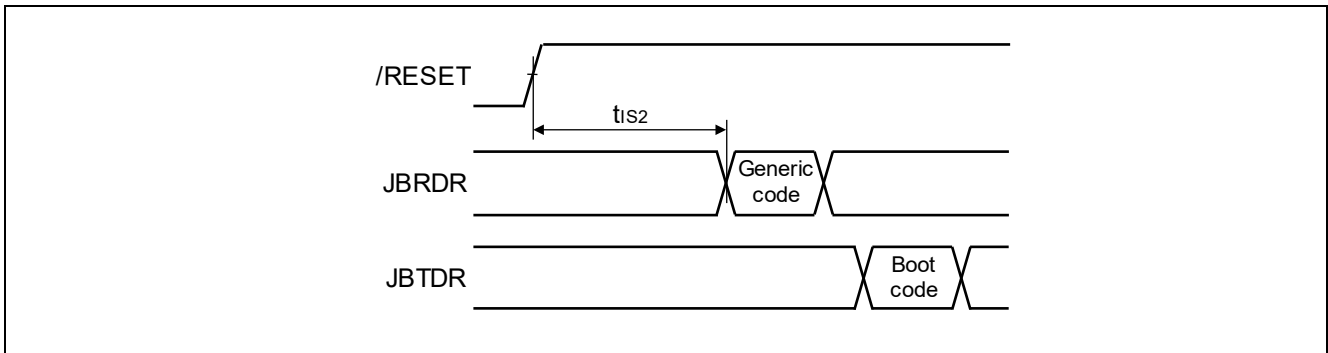 /RESET
tIS2
JBRDR
Generic
code
JBTDR
Boot
code